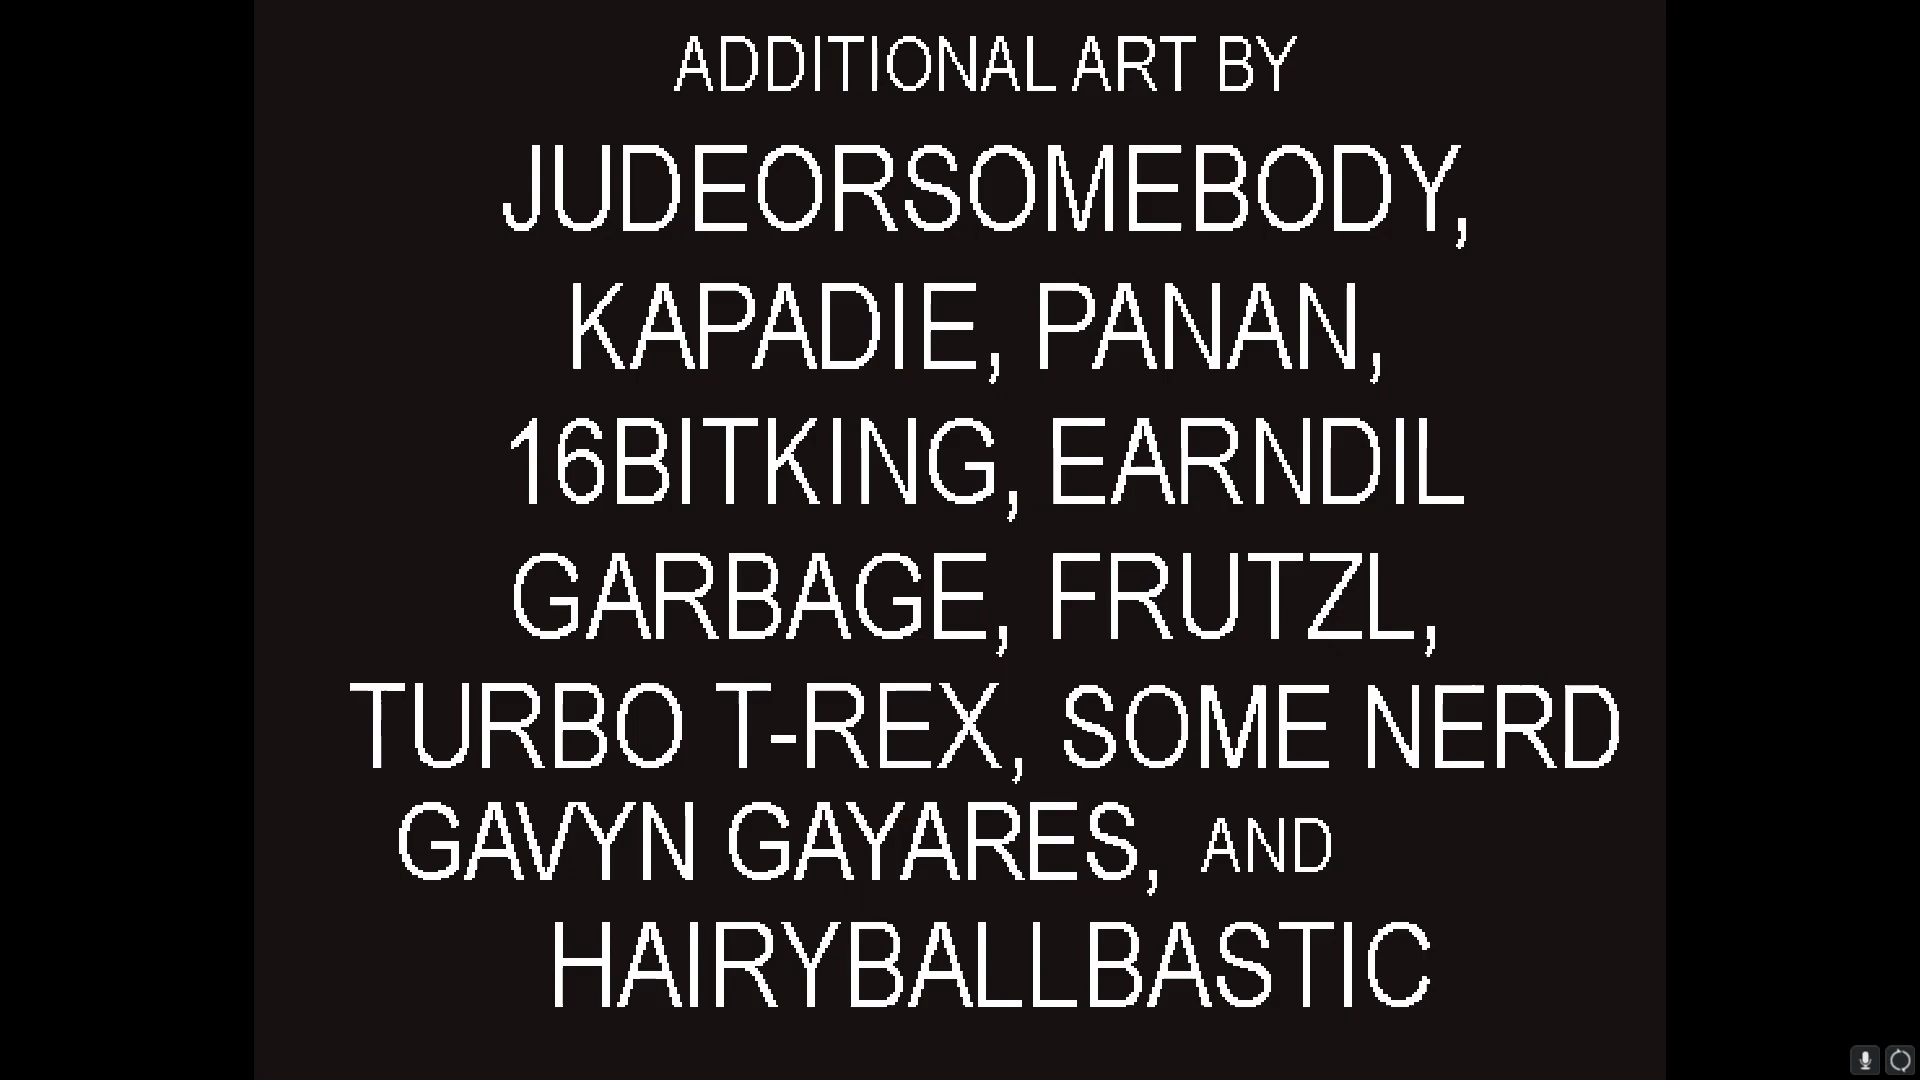 ADDITIONAL ART BY
JUDEORSOMEBODY,
KAPADIE, PANAN,
16BITKING, EARNDIL
GARBAGE, FRUTZL,
TURBO T-REX, SOME NERD
GAVYN GAYARES, AND
HAIRYBALLBASTIC